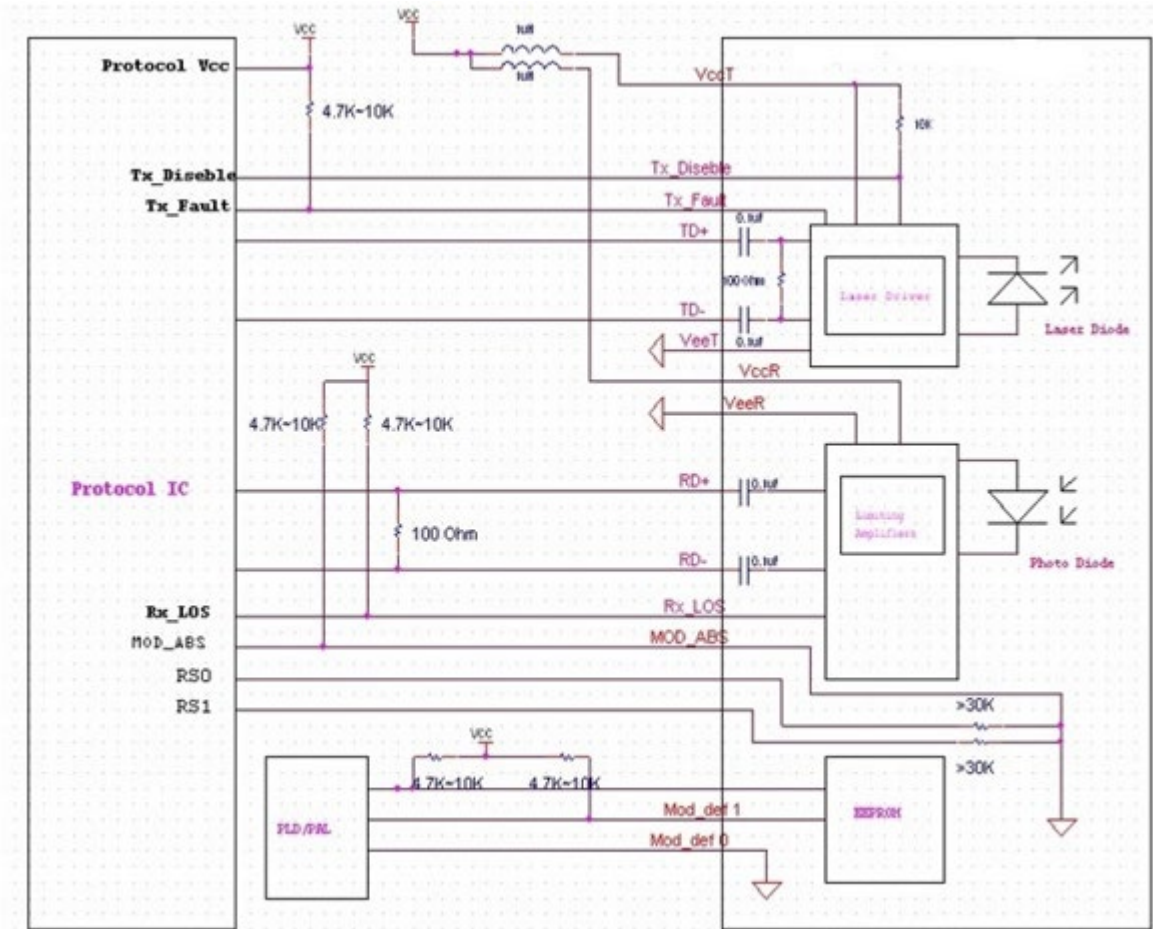 Vcc
Vcc
1uH
1uH
Protocol Vcc
VccT
4.7K~10K
10K
Tx_Diseble
Tx_Diseble
Tx_Fault
Tx_Fault
0.1uf
TD+
100 Ohm
Laser Driver
TD-
0.1uf
Laser Diode
VeeT
Vcc
VccR
VeeR
4.7K~10K
4.7K~10K
Protocol IC
RD+
0.1uf
Limiting
Amplifiers
100 Ohm
RD-
0.1uf
Photo Diode
Rx_LOS
Rx_LOS
MOD_ABS
MOD_ABS
RS0
RS1
>30K
>30K
Vcc
4.7K~10K
4.7K~10K
Mod_def 1
PLD/PAL
EEPROM
Mod_def 0